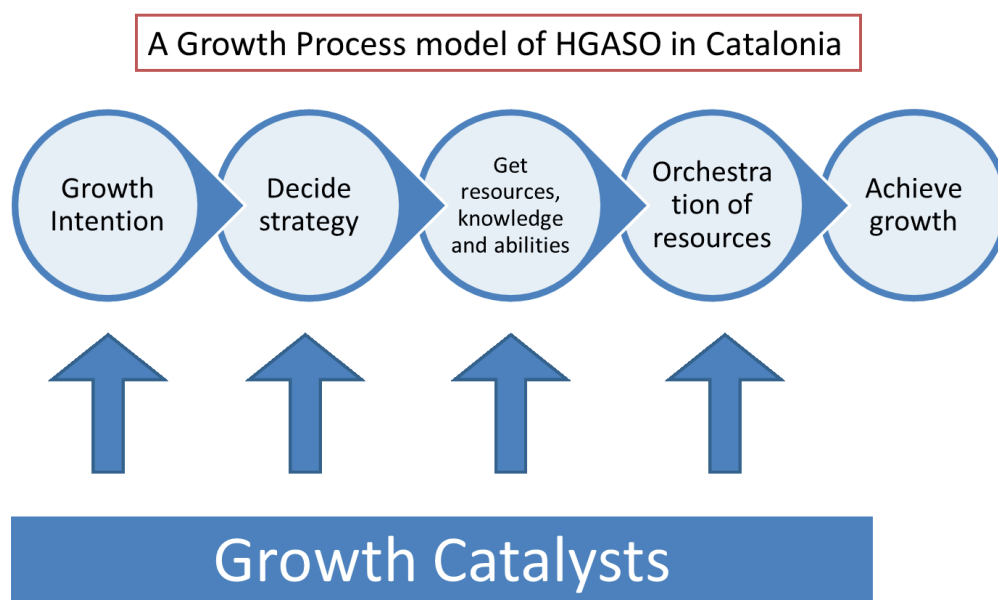 A Growth Process model of HGASO in Catalonia
Growth
Intention
Decide
strategy
Get
resources,
knowledge
and abilities
Orchestra
tion of
resources
Achieve
growth
Growth Catalysts